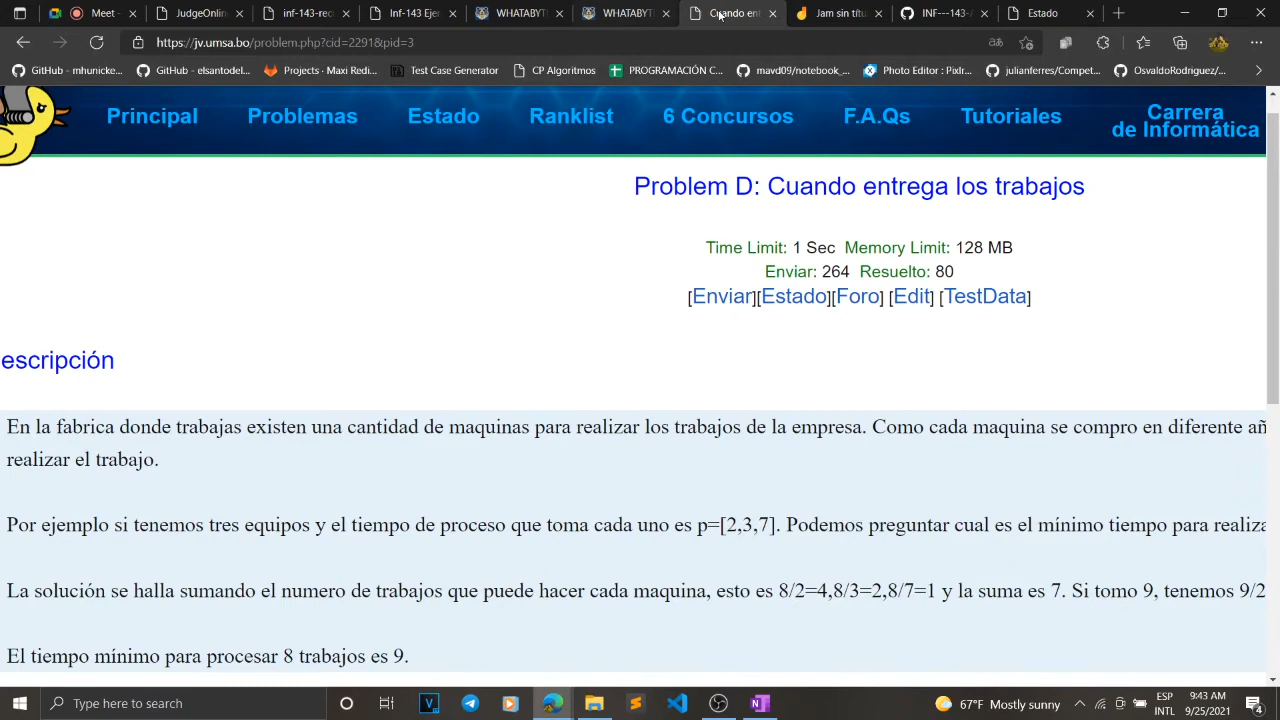 Meet -
JudgeOnline
inf-143-rec
Inf-143 Ejer
WHATABYT
WHATABYT
Cuando ent
Jam sin títu
INF---143-/
Estado
https://jv.umsa.bo/problem.php?cid=2291&pid=3
GitHub - mhunicke...
GitHub - elsantodel...
Projects · Maxi Redi...
Test Case Generator
CP Algoritmos
PROGRAMACIÓN C...
mavd09/notebook_...
Photo Editor : Pixlr...
julianferres/Compet...
OsvaldoRodriguez/...
Principal
Problemas
Estado
Ranklist
6 Concursos
F.A.Qs
Tutoriales
Carrera
de Informática
Problem D: Cuando entrega los trabajos
Time Limit: 1 Sec Memory Limit: 128 MB
Enviar: 264 Resuelto: 80
[Enviar][Estado][Foro] [Edit] [TestData]
escripción
En la fabrica donde trabajas existen una cantidad de maquinas para realizar los trabajos de la empresa. Como cada maquina se compro en diferente añ
realizar el trabajo.
Por ejemplo si tenemos tres equipos y el tiempo de proceso que toma cada uno es p=[2,3,7]. Podemos preguntar cual es el mínimo tiempo para realiza
La solución se halla sumando el numero de trabajos que puede hacer cada maquina, esto es 8/2=4,8/3=2,8/7=1 y la suma es 7. Si tomo 9, tenemos 9/2
El tiempo mínimo para procesar 8 trabajos es 9.
Type here to search
67°F Mostly sunny
ESP
INTL
9:43 AM
9/25/2021
4